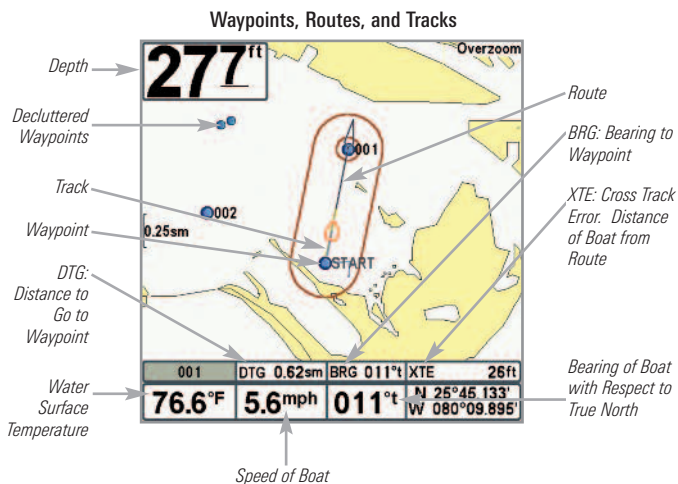 Waypoints, Routes, and Tracks
277 ft
Overzoom
Depth
Decluttered
Waypoints
Track
Waypoint
DTG:
Distance to
Go to
Waypoint
Water
Surface
Temperature
001
002
0.25sm
START
Route
BRG: Bearing to
Waypoint
XTE: Cross Track
Error. Distance
of Boat from
Route
Bearing of Boat
with Respect to
True North
001 DTG 0.62sm BRG 011°t XTE 26ft
76.6°F 5.6mph 011°t N 25°45.133'
W 080°09.895'
Speed of Boat